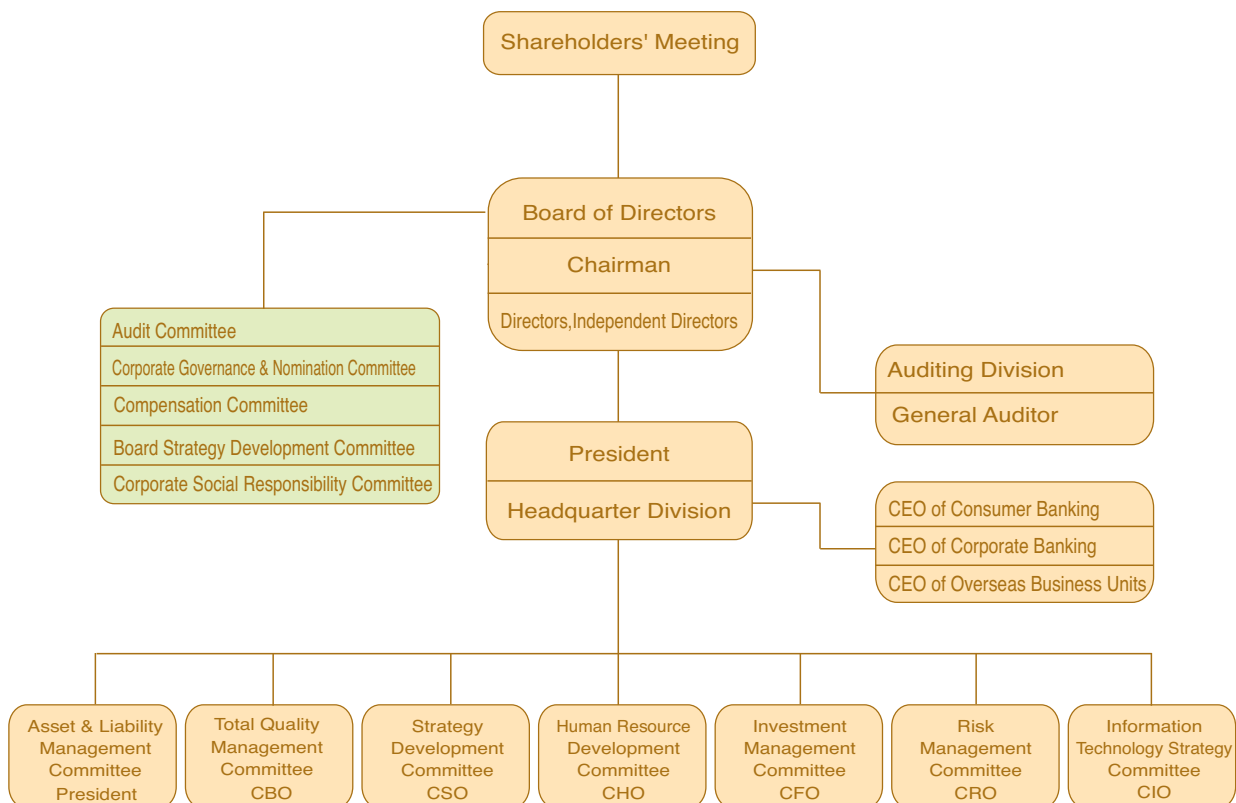 Shareholders' Meeting
Board of Directors
Chairman
Directors,Independent Directors
Audit Committee
Corporate Governance & Nomination Committee
Compensation Committee
Board Strategy Development Committee
Corporate Social Responsibility Committee
Auditing Division
General Auditor
President
Headquarter Division
CEO of Consumer Banking
CEO of Corporate Banking
CEO of Overseas Business Units
Asset & Liability
Management
Committee
President
Total Quality
Management
Committee
CBO
Strategy
Development
Committee
CSO
Human Resource
Development
Committee
CHO
Investment
Management
Committee
CFO
Risk
Management
Committee
CRO
Information
Technology Strategy
Committee
CIO